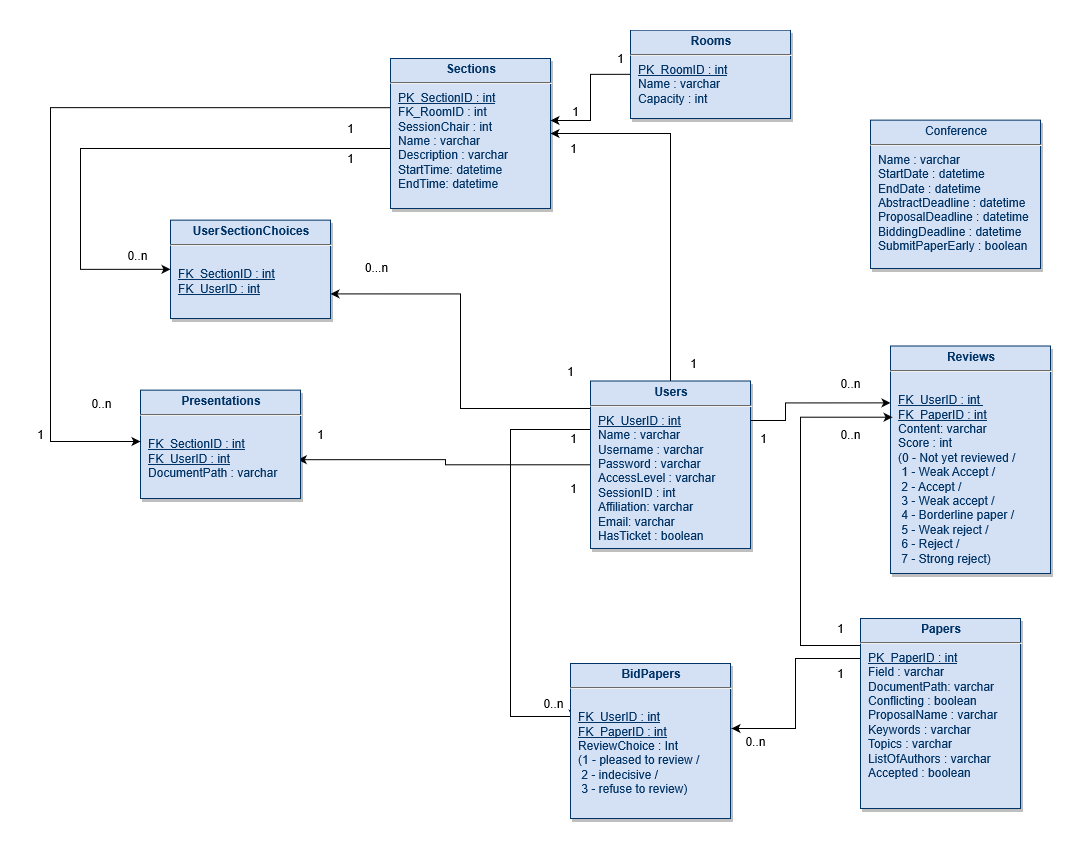 Rooms
PK_RoomID : int
Name : varchar
Capacity : int
1
1
Sections
PK_SectionID : int
FK_RoomID : int
SessionChair : int
Name : varchar
Description : varchar
StartTime: datetime
EndTime: datetime
1
1
1
Conference
Name : varchar
StartDate : datetime
EndDate : datetime
AbstractDeadline : datetime
ProposalDeadline : datetime
BiddingDeadline : datetime
SubmitPaperEarly : boolean
UserSectionChoices
FK_SectionID : int
FK_UserID : int
0..n
0...n
Presentations
FK_SectionID : int
FK_UserID : int
DocumentPath : varchar
0..n
1
1
Users
PK_UserID : int
Name : varchar
Username : varchar
Password : varchar
AccessLevel : varchar
SessionID : int
Affiliation: varchar
Email: varchar
HasTicket : boolean
1
1
1
1
1
Reviews
FK_UserID : int
FK_PaperID : int
Content: varchar
Score : int
(0 - Not yet reviewed /
1 - Weak Accept /
2 - Accept /
3 - Weak accept /
4 - Borderline paper /
5 - Weak reject /
6 - Reject /
7 - Strong reject)
0..n
0..n
BidPapers
FK_UserID : int
FK_PaperID : int
ReviewChoice : Int
(1 - pleased to review /
2 - indecisive /
3 - refuse to review)
0..n
0..n
Papers
PK_PaperID : int
Field : varchar
DocumentPath: varchar
Conflicting : boolean
ProposalName : varchar
Keywords : varchar
Topics : varchar
ListOfAuthors : varchar
Accepted : boolean
1
1